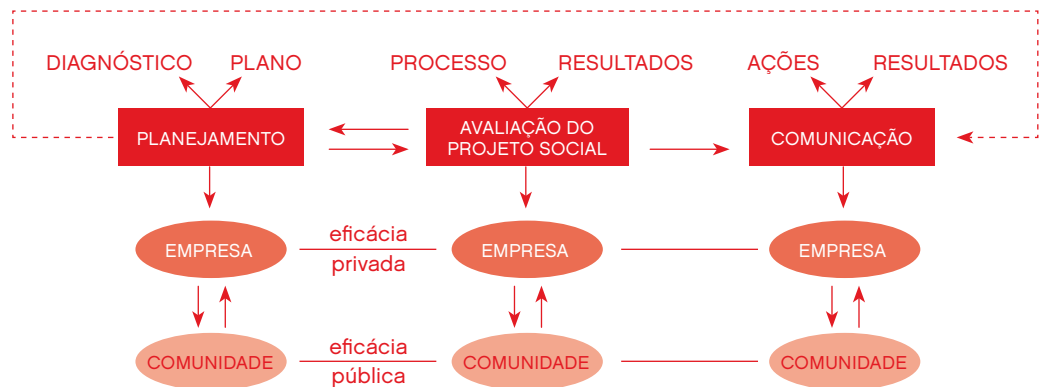 DIAGNÓSTICO PLANO PROCESSO RESULTADOS AÇÕES RESULTADOS
PLANEJAMENTO
AVALIAÇÃO DO
PROJETO SOCIAL
COMUNICAÇÃO
EMPRESA
eficácia
privada
EMPRESA
EMPRESA
COMUNIDADE
eficácia
pública
COMUNIDADE
COMUNIDADE